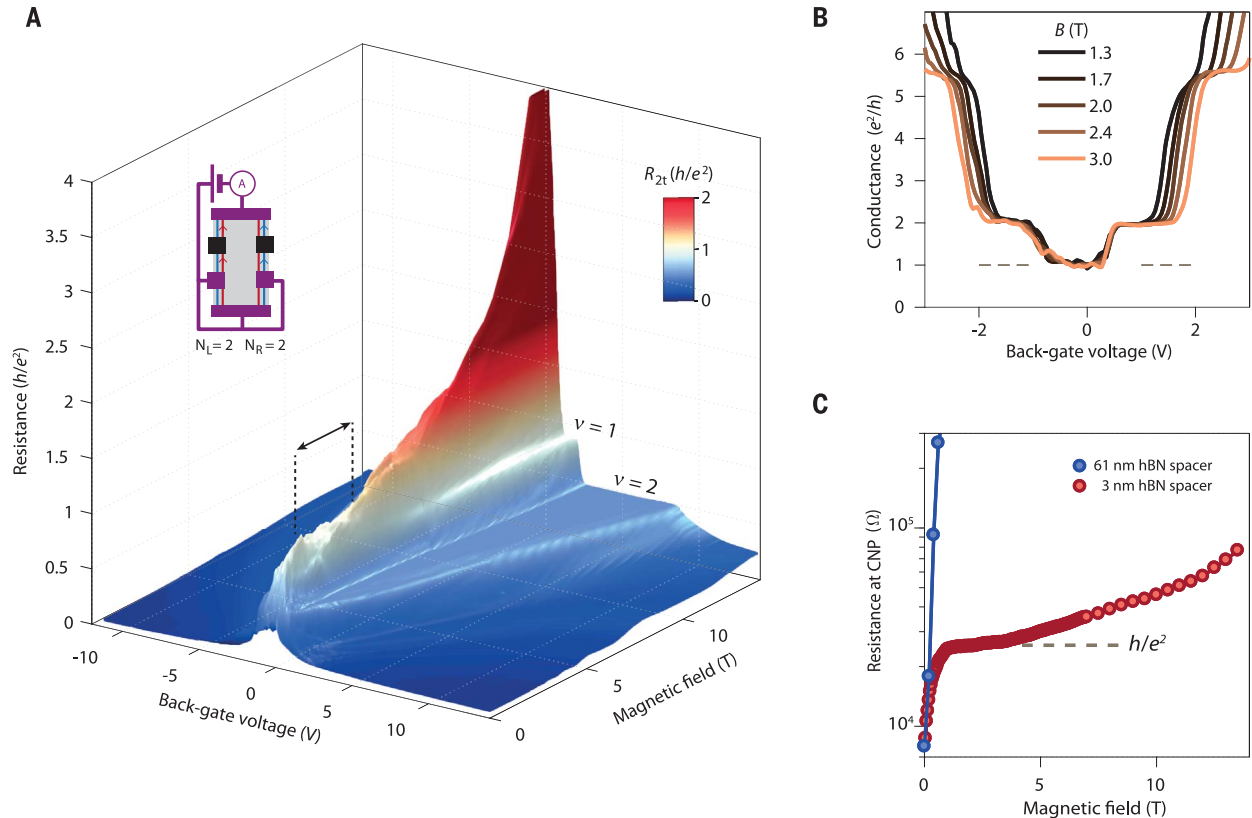 A
4
3.5
3
2.5
2
1.5
1
0.5
0
Resistance (h/e²)
A
N_L = 2 N_R = 2
R_2t (h/e²)
2
1
0
ν = 1
ν = 2
-10
-5
0
5
10
Back-gate voltage (V)
0
5
10
Magnetic field (T)
B
B (T)
1.3
1.7
2.0
2.4
3.0
6
5
4
3
2
1
0
Conductance (e²/h)
-2
0
2
Back-gate voltage (V)
C
61 nm hBN spacer
3 nm hBN spacer
10⁵
10⁴
Resistance at CNP (Ω)
h/e²
0
5
10
Magnetic field (T)